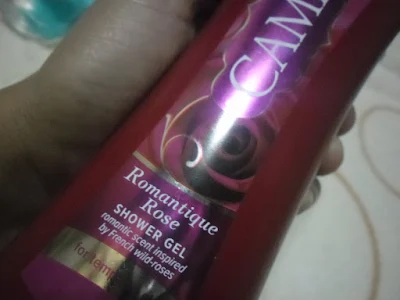 CAM
Romantique
Rose
SHOWER GEL
romantic scent inspired
by French wild-roses